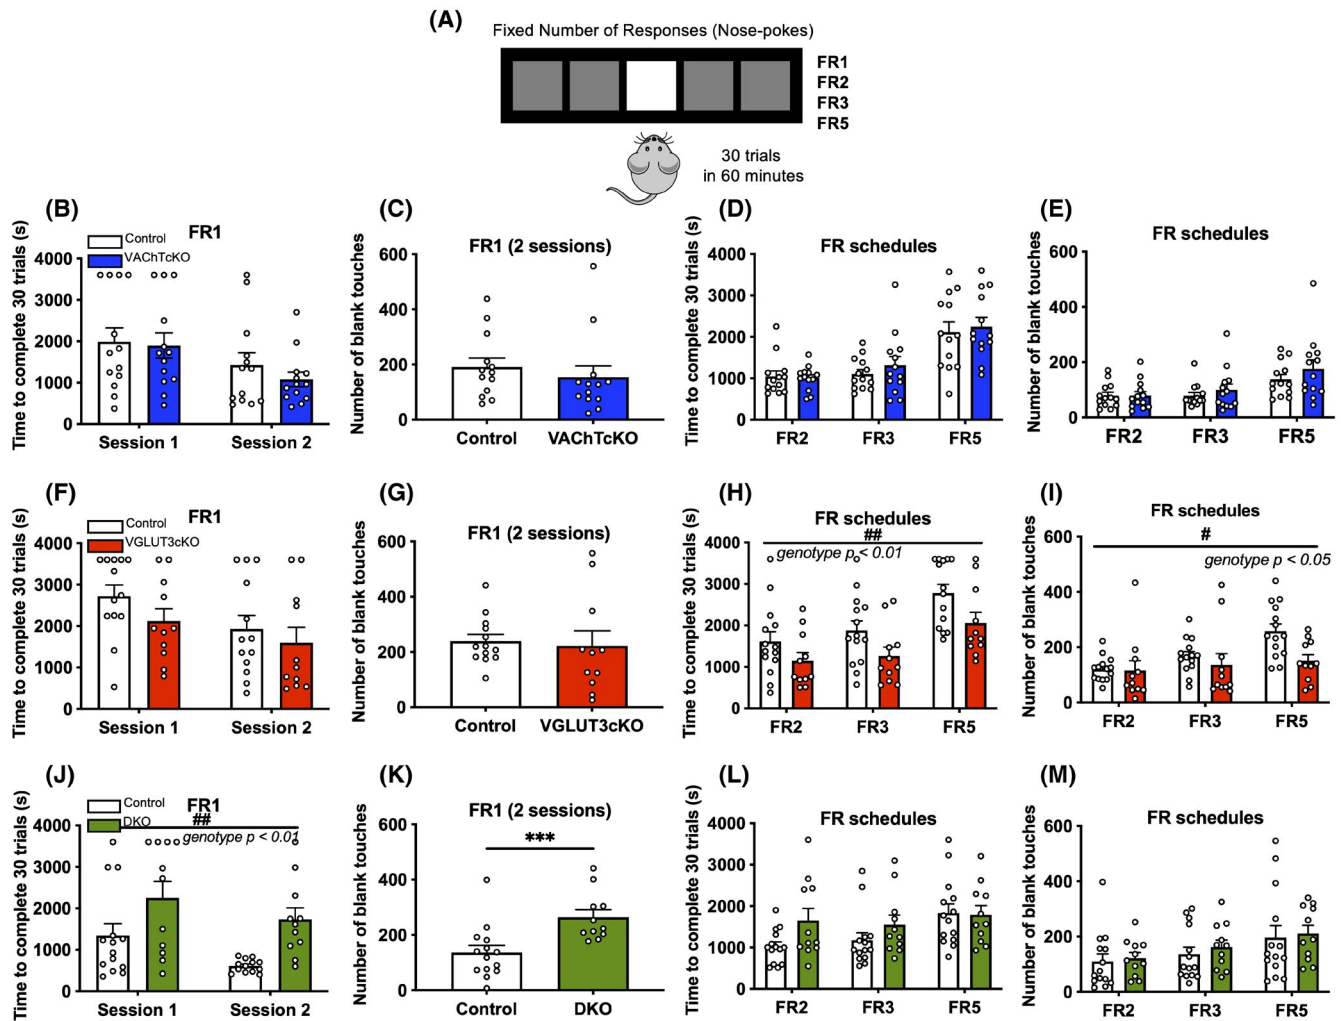 (A)
Fixed Number of Responses (Nose-pokes)
FR1
FR2
FR3
FR5
30 trials
in 60 minutes
(B)
FR1
Control
VAChTcKO
Time to complete 30 trials (s)
4000
3000
2000
1000
0
Session 1
Session 2
(C)
FR1 (2 sessions)
Number of blank touches
600
400
200
0
Control
VAChTcKO
(D)
FR schedules
Time to complete 30 trials (s)
4000
3000
2000
1000
0
FR2
FR3
FR5
(E)
FR schedules
Number of blank touches
600
400
200
0
FR2
FR3
FR5
(F)
FR1
Control
VGLUT3cKO
Time to complete 30 trials (s)
4000
3000
2000
1000
0
Session 1
Session 2
(G)
FR1 (2 sessions)
Number of blank touches
600
400
200
0
Control
VGLUT3cKO
(H)
FR schedules
##
genotype p < 0.01
Time to complete 30 trials (s)
4000
3000
2000
1000
0
FR2
FR3
FR5
(I)
FR schedules
#
genotype p < 0.05
Number of blank touches
600
400
200
0
FR2
FR3
FR5
(J)
FR1
Control
DKO
##
genotype p < 0.01
Time to complete 30 trials (s)
4000
3000
2000
1000
0
Session 1
Session 2
(K)
FR1 (2 sessions)
***
Number of blank touches
600
400
200
0
Control
DKO
(L)
FR schedules
Time to complete 30 trials (s)
4000
3000
2000
1000
0
FR2
FR3
FR5
(M)
FR schedules
Number of blank touches
600
400
200
0
FR2
FR3
FR5